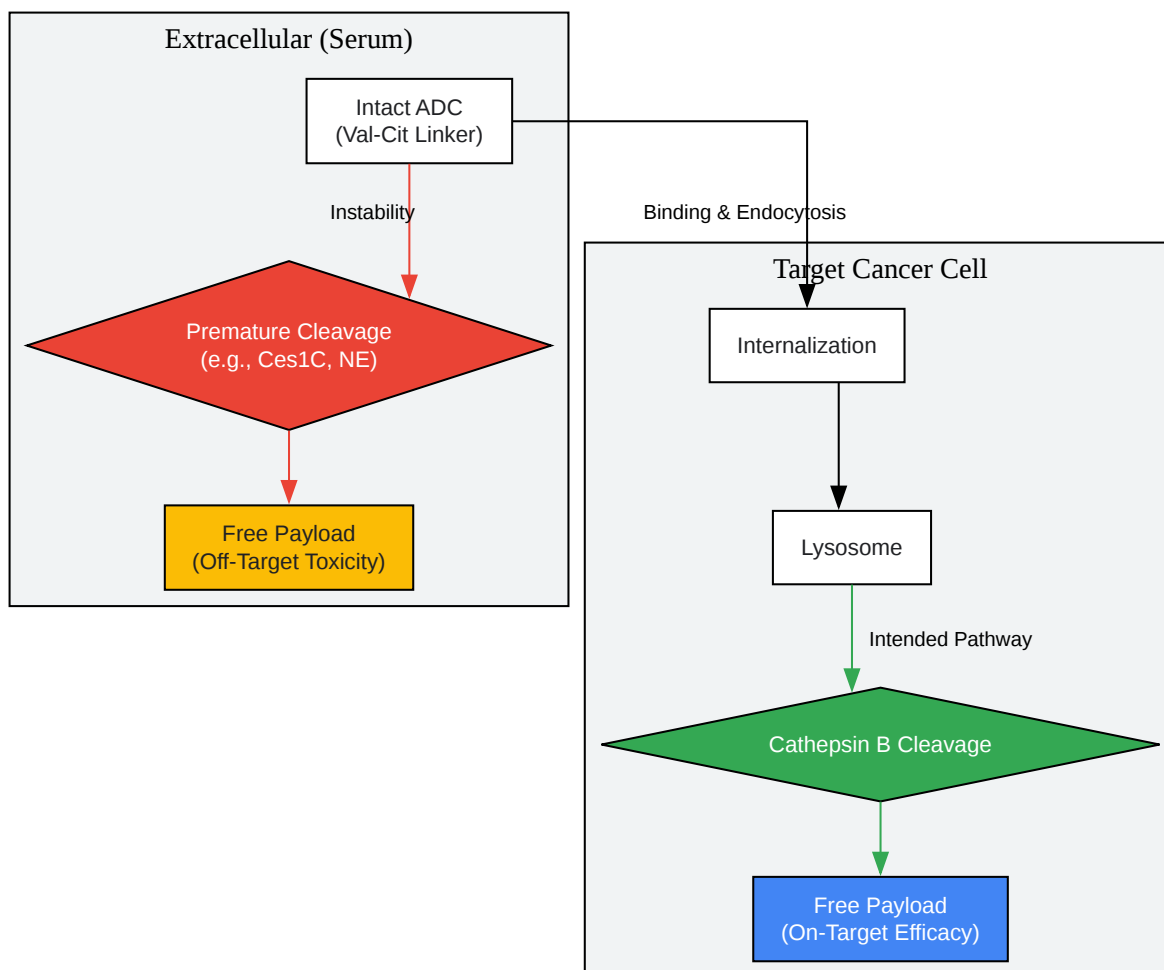 Extracellular (Serum)
Intact ADC
(Val-Cit Linker)
Instability
Binding & Endocytosis
Premature Cleavage
(e.g., Ces1C, NE)
Free Payload
(Off-Target Toxicity)
Target Cancer Cell
Internalization
Lysosome
Intended Pathway
Cathepsin B Cleavage
Free Payload
(On-Target Efficacy)